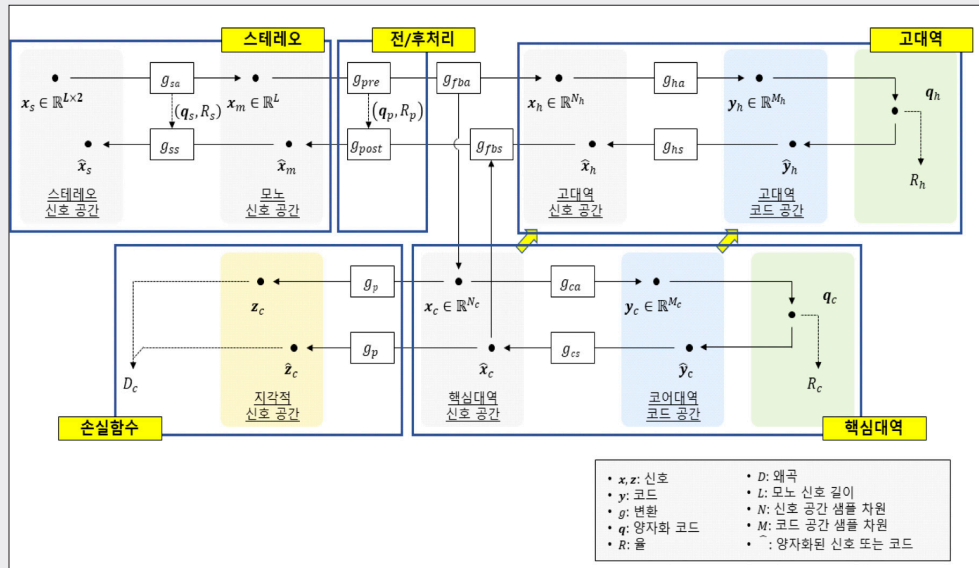 스테레오
전/후처리
고대역
x_s ∈ ℝ^{L×2}
g_sa
x_m ∈ ℝ^L
g_pre
g_fba
x_h ∈ ℝ^{N_h}
g_ha
y_h ∈ ℝ^{M_h}
q_h
(q_s, R_s)
(q_p, R_p)
x̂_s
g_ss
x̂_m
g_post
g_fbs
x̂_h
g_hs
ŷ_h
R_h
스테레오
신호 공간
모노
신호 공간
고대역
신호 공간
고대역
코드 공간
z_c
g_p
x_c ∈ ℝ^{N_c}
g_ca
y_c ∈ ℝ^{M_c}
q_c
ẑ_c
g_p
x̂_c
g_cs
ŷ_c
D_c
R_c
지각적
신호 공간
핵심대역
신호 공간
코어대역
코드 공간
손실함수
핵심대역
• x, z: 신호
• y: 코드
• g: 변환
• q: 양자화 코드
• R: 율
• D: 왜곡
• L: 모노 신호 길이
• N: 신호 공간 샘플 차원
• M: 코드 공간 샘플 차원
• ^: 양자화된 신호 또는 코드